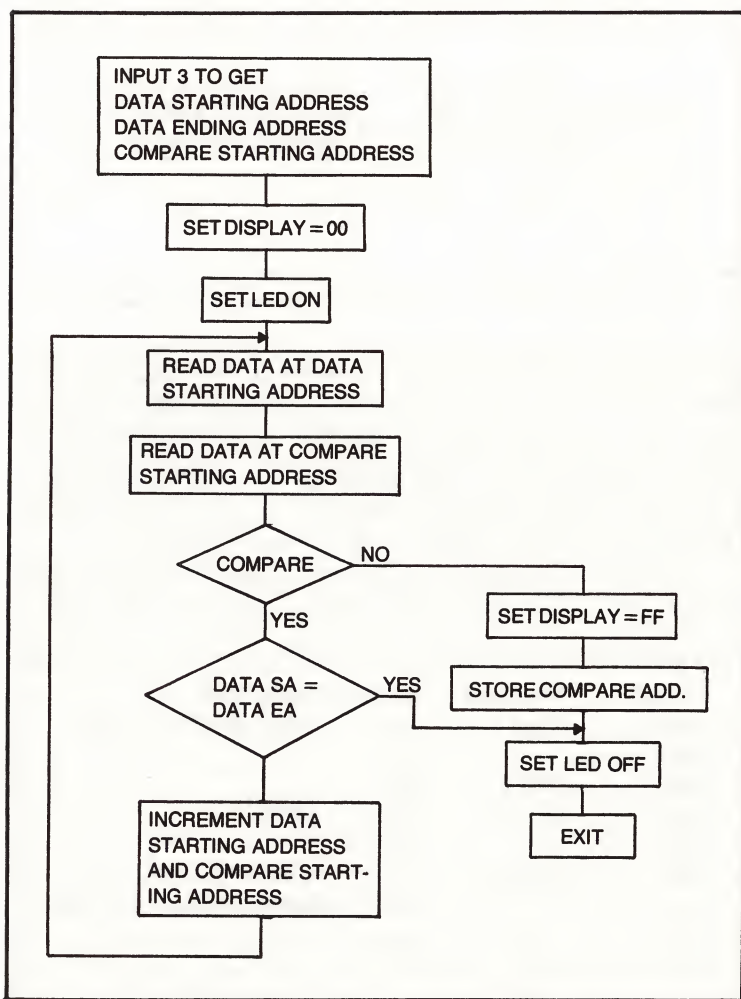 INPUT 3 TO GET
DATA STARTING ADDRESS
DATA ENDING ADDRESS
COMPARE STARTING ADDRESS
SET DISPLAY = 00
SET LED ON
READ DATA AT DATA
STARTING ADDRESS
READ DATA AT COMPARE
STARTING ADDRESS
COMPARE
NO
YES
SET DISPLAY = FF
DATA SA =
DATA EA
YES
STORE COMPARE ADD.
SET LED OFF
EXIT
INCREMENT DATA
STARTING ADDRESS
AND COMPARE START-
ING ADDRESS